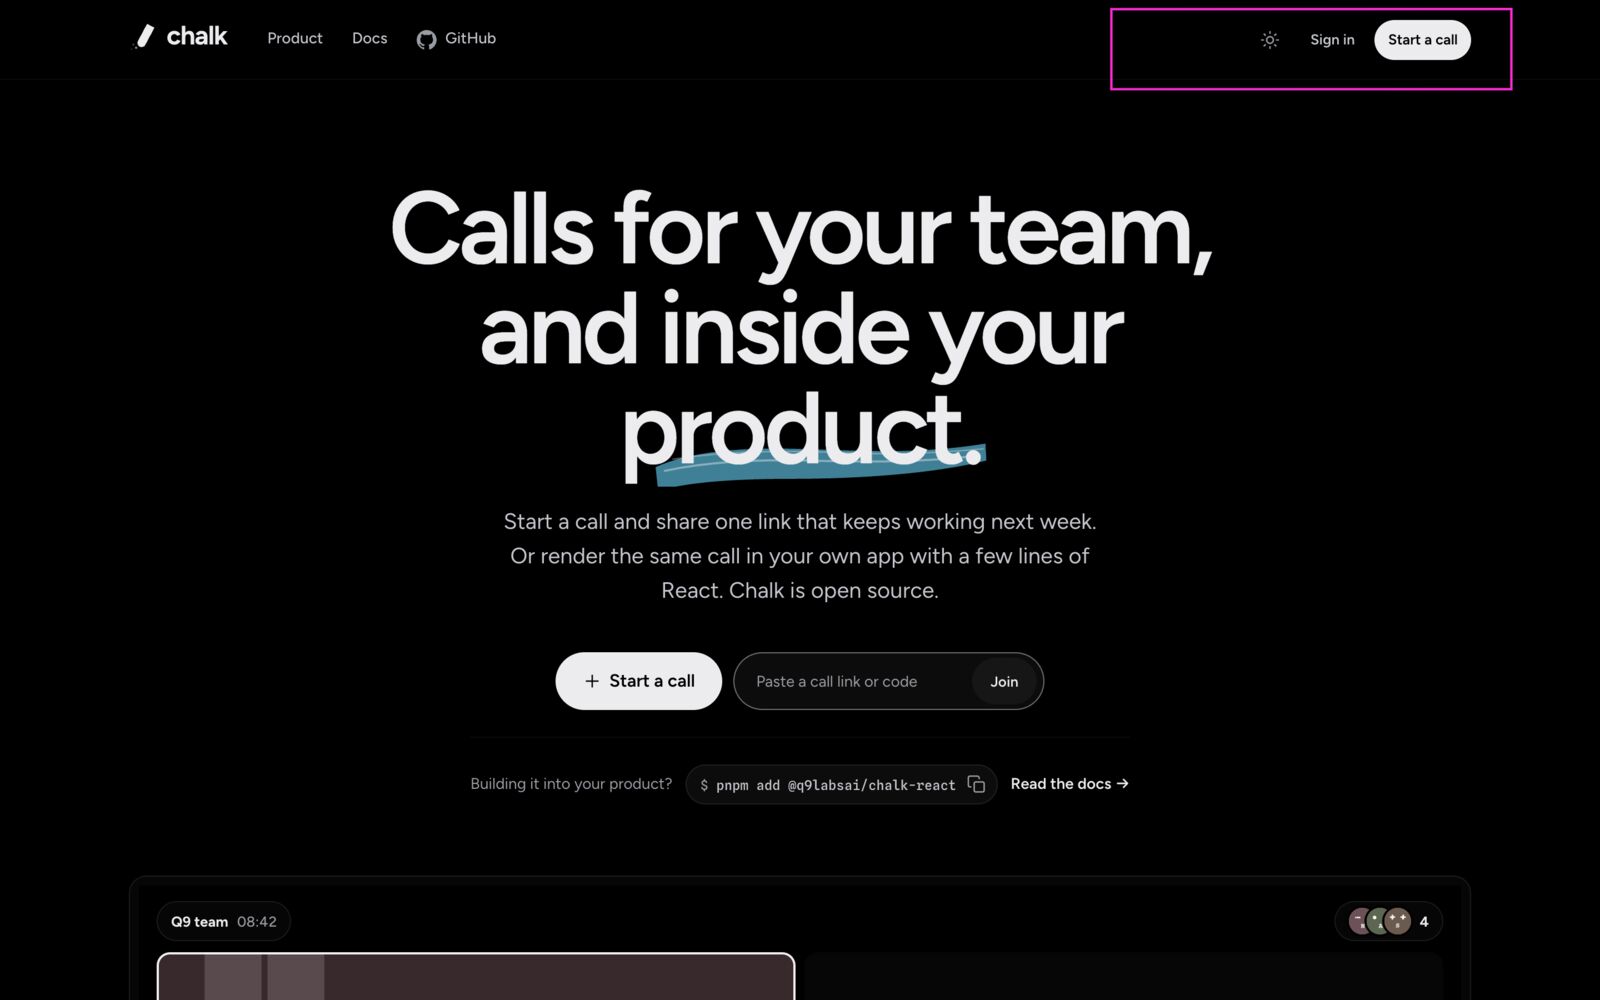 chalk
Product
Docs
GitHub
Sign in
Start a call
Calls for your team,
and inside your
product.
Start a call and share one link that keeps working next week.
Or render the same call in your own app with a few lines of
React. Chalk is open source.
+ Start a call
Paste a call link or code
Join
Building it into your product?
$ pnpm add @q9labsai/chalk-react
Read the docs →
Q9 team 08:42
4